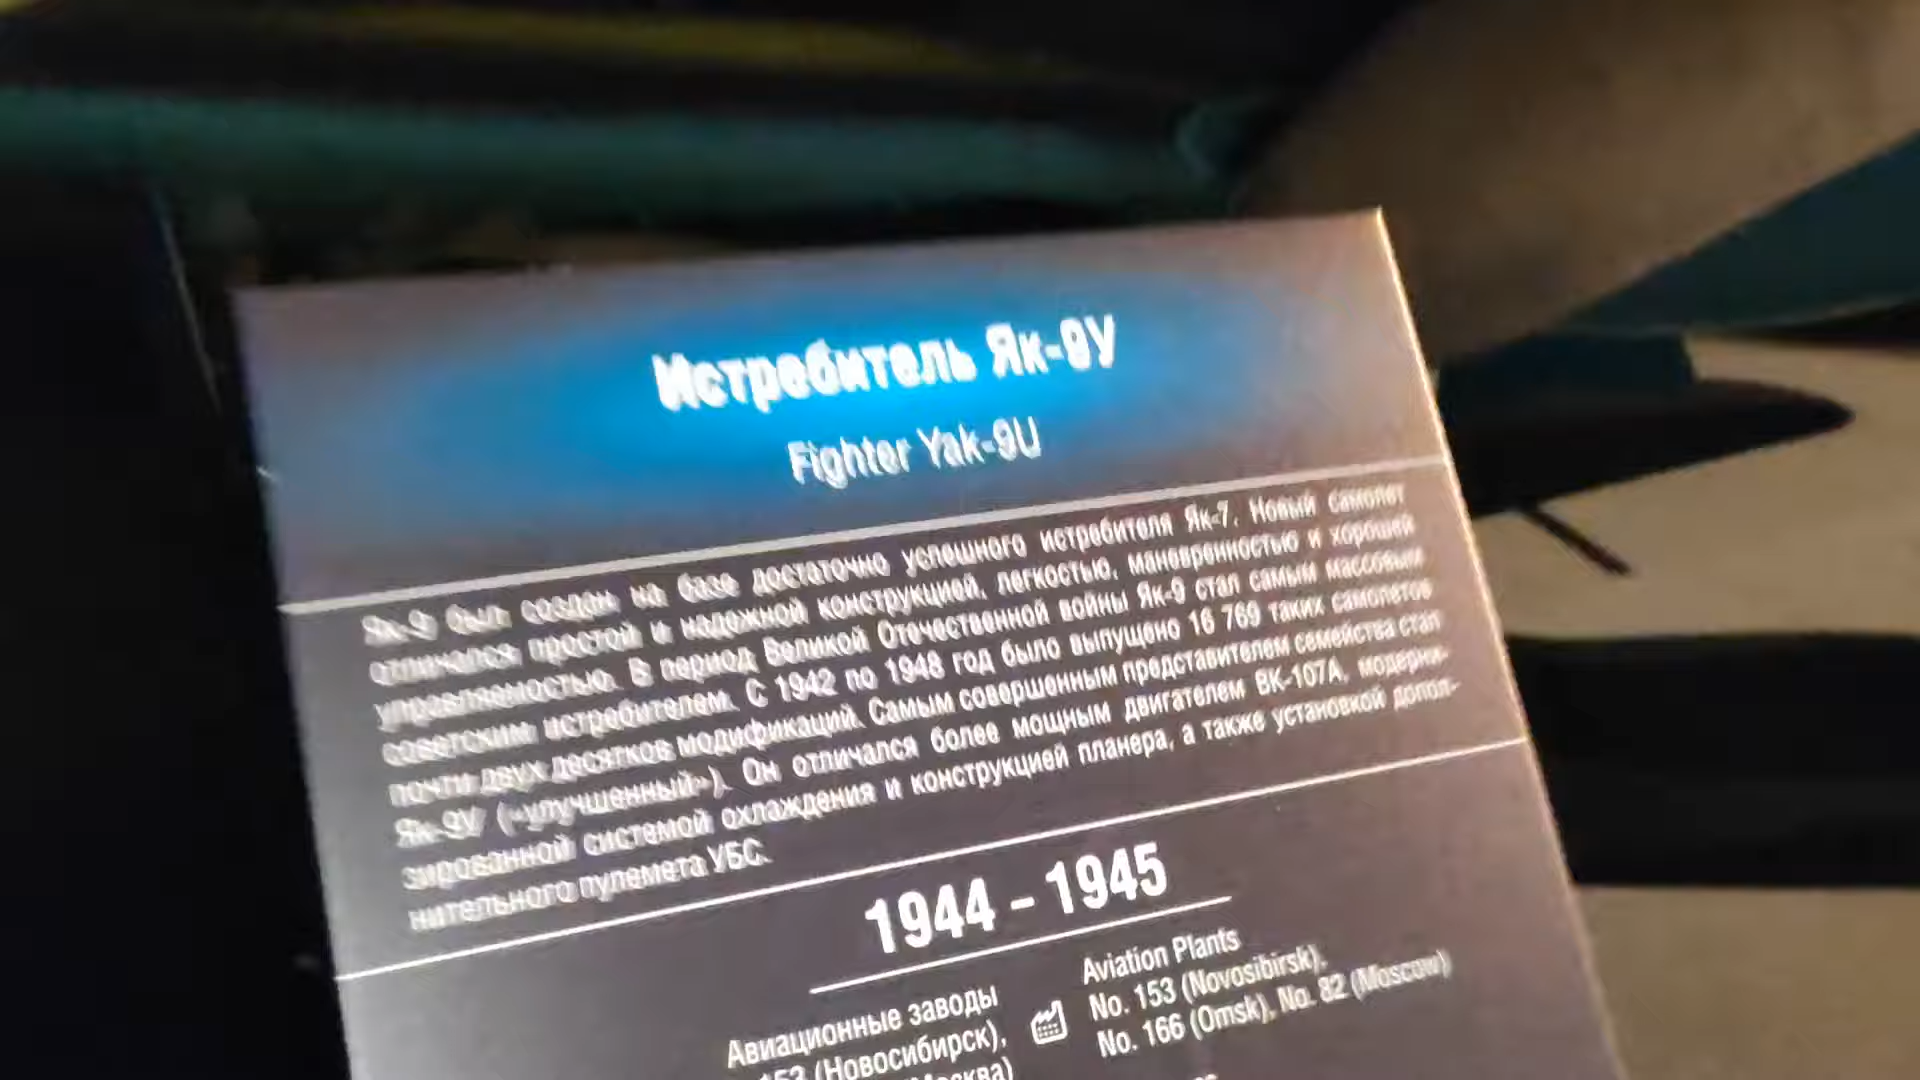 Истребитель Як-9У
Fighter Yak-9U
Як-9 был создан на базе достаточно успешного истребителя Як-7. Новый самолет
отличался простой и надежной конструкцией, легкостью, маневренностью и хорошей
управляемостью. В период Великой Отечественной войны Як-9 стал самым массовым
советским истребителем. С 1942 по 1948 год было выпущено 16 769 таких самолетов
почти двух десятков модификаций. Самым совершенным представителем семейства стал
Як-9У («улучшенный»). Он отличался более мощным двигателем ВК-107А, модерни-
зированной системой охлаждения и конструкцией планера, а также установкой допол-
нительного пулемета УБС.
1944 - 1945
Авиационные заводы
153 (Новосибирск),
(Москва)
Aviation Plants
No. 153 (Novosibirsk),
No. 166 (Omsk), No. 82 (Moscow)